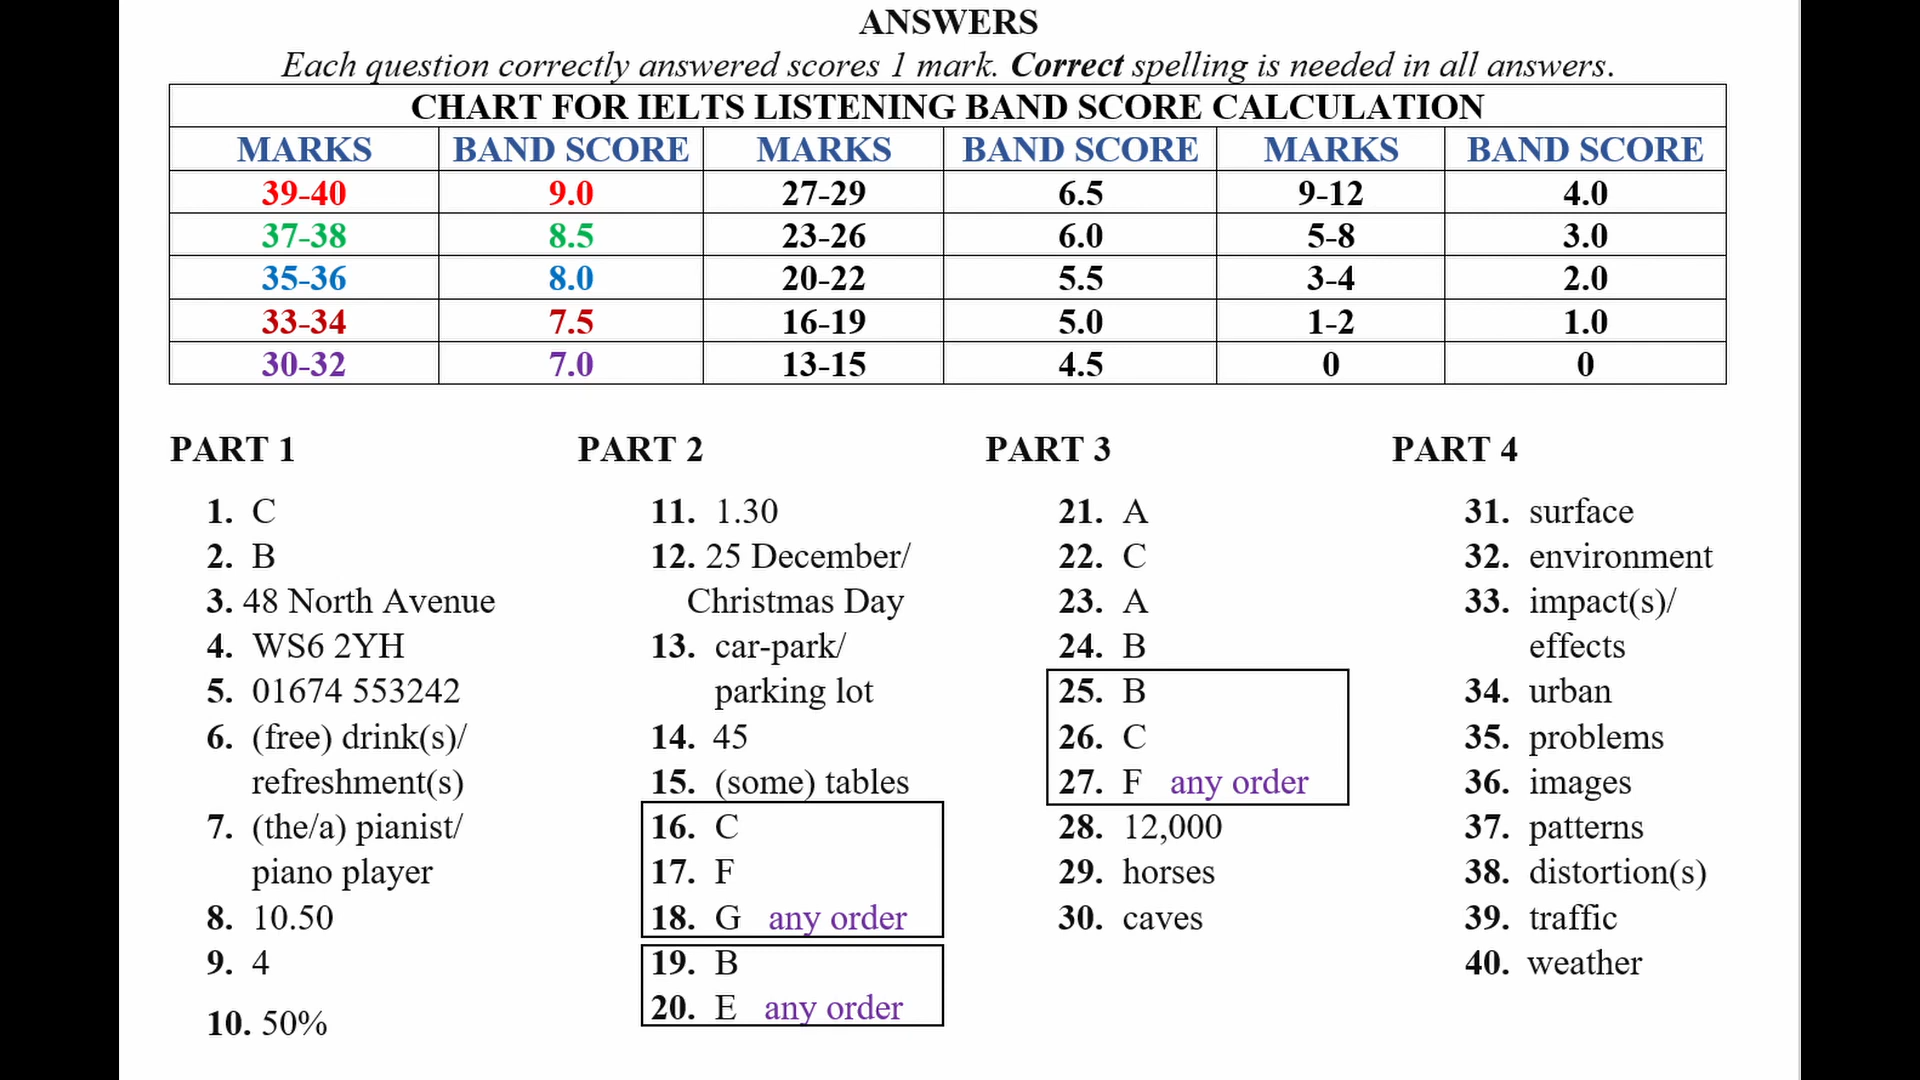 ANSWERS
Each question correctly answered scores 1 mark. Correct spelling is needed in all answers.
CHART FOR IELTS LISTENING BAND SCORE CALCULATION
MARKS BAND SCORE MARKS BAND SCORE MARKS BAND SCORE
39-40 9.0 27-29 6.5 9-12 4.0
37-38 8.5 23-26 6.0 5-8 3.0
35-36 8.0 20-22 5.5 3-4 2.0
33-34 7.5 16-19 5.0 1-2 1.0
30-32 7.0 13-15 4.5 0 0
PART 1
1. C
2. B
3. 48 North Avenue
4. WS6 2YH
5. 01674 553242
6. (free) drink(s)/
refreshment(s)
7. (the/a) pianist/
piano player
8. 10.50
9. 4
10. 50%
PART 2
11. 1.30
12. 25 December/
Christmas Day
13. car-park/
parking lot
14. 45
15. (some) tables
16. C
17. F
18. G any order
19. B
20. E any order
PART 3
21. A
22. C
23. A
24. B
25. B
26. C
27. F any order
28. 12,000
29. horses
30. caves
PART 4
31. surface
32. environment
33. impact(s)/
effects
34. urban
35. problems
36. images
37. patterns
38. distortion(s)
39. traffic
40. weather